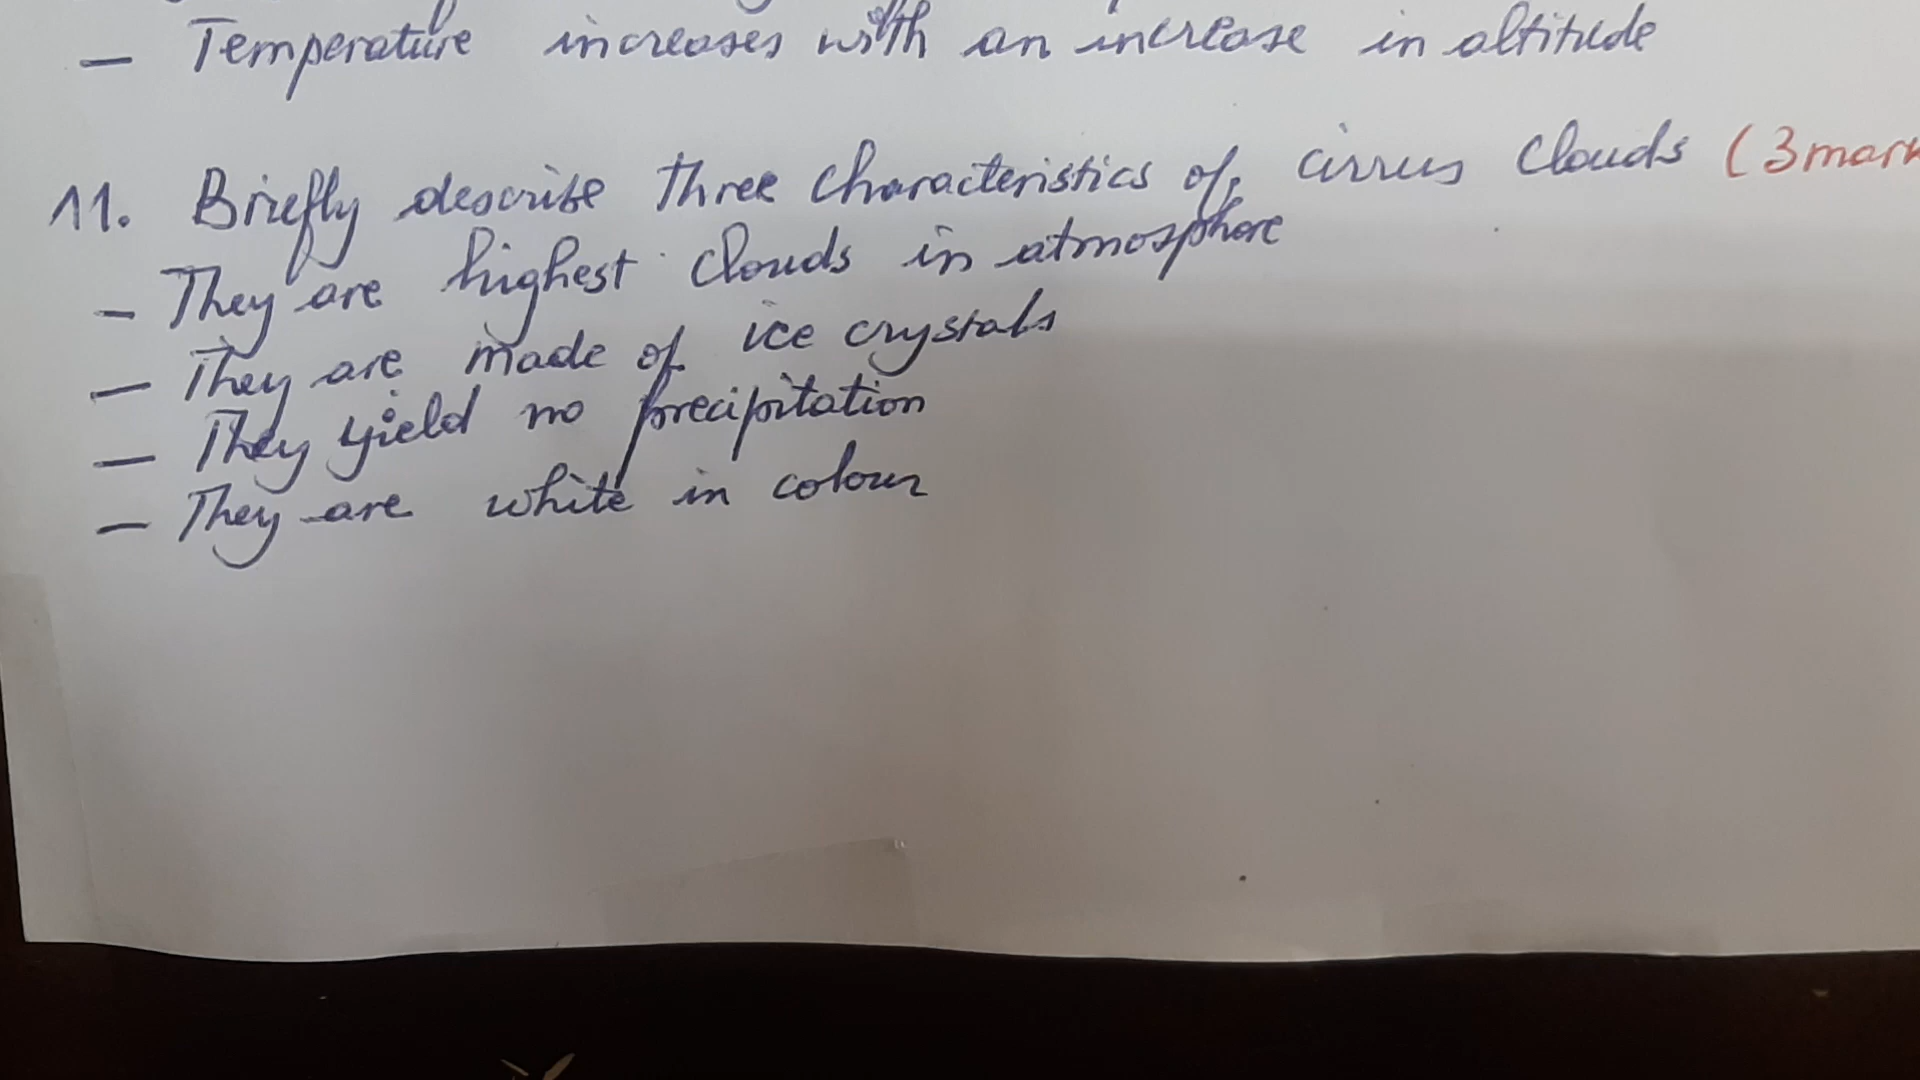 – Temperature increases with an increase in altitude
11. Briefly describe three characteristics of cirrus clouds (3mark
– They are highest clouds in atmosphere
– They are made of ice crystals
– They yield no precipitation
– They are white in colour